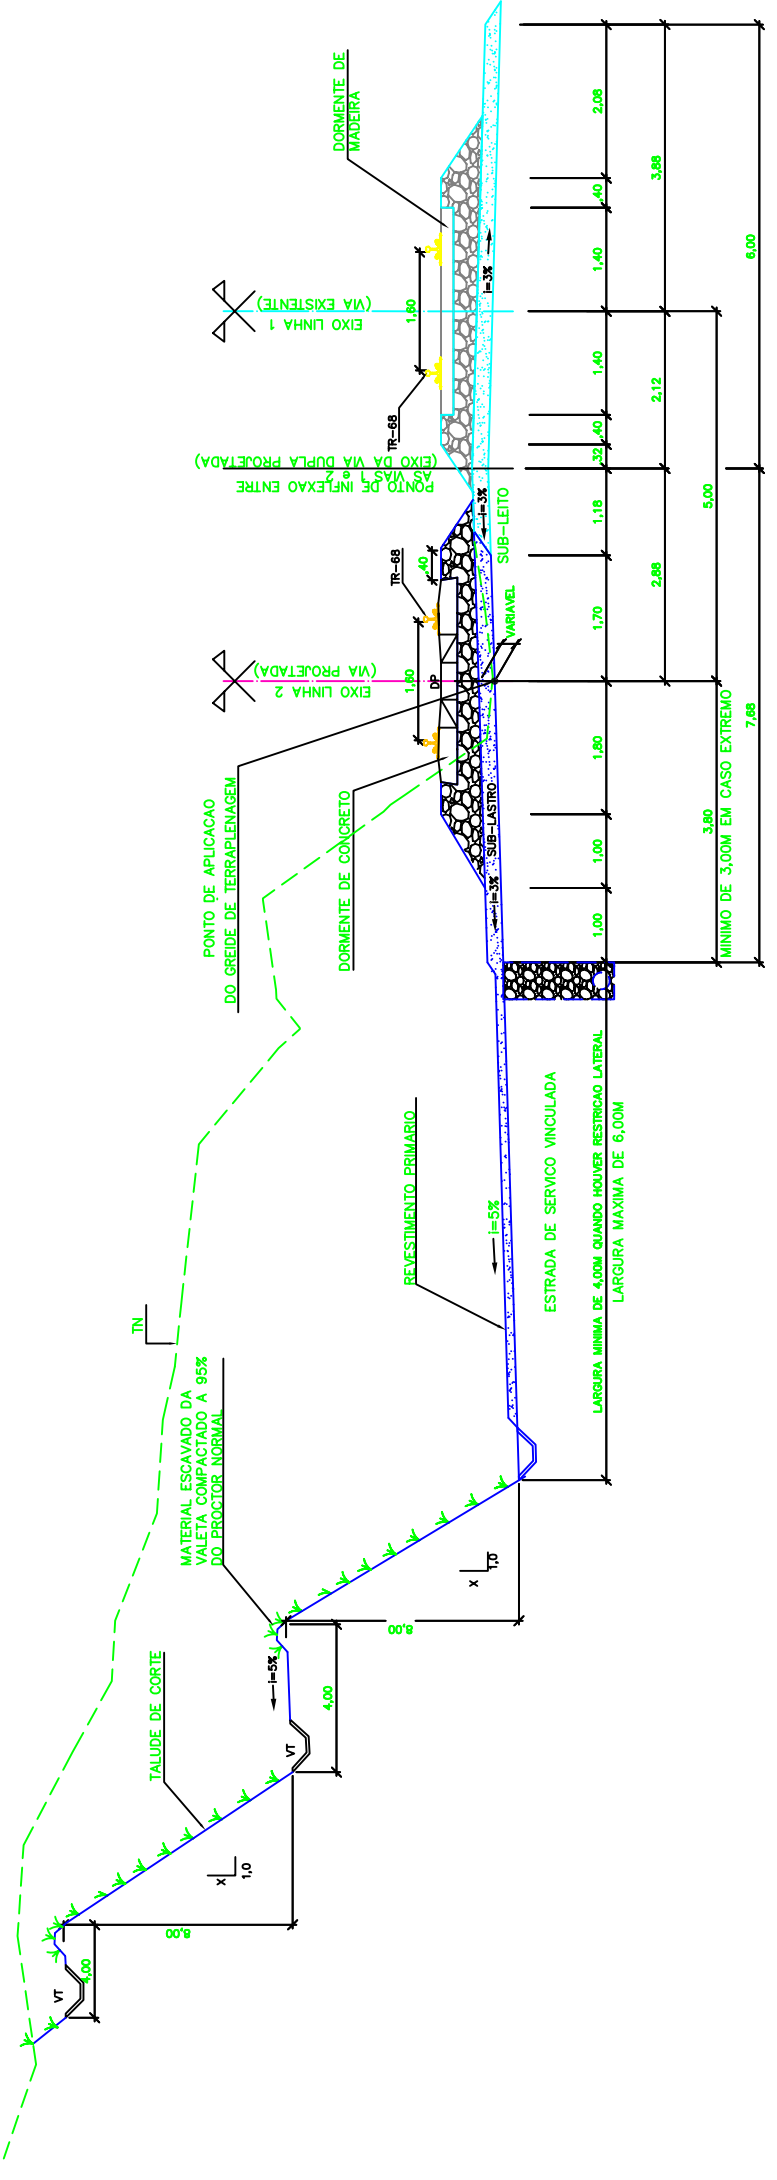 TN
MATERIAL ESCAVADO DA
VALETA COMPACTADO A 95%
DO PROCTOR NORMAL
TALUDE DE CORTE
VT
4,00
8,00
X
1,0
VT
i=5%
4,00
8,00
X
1,0
REVESTIMENTO PRIMARIO
i=5%
ESTRADA DE SERVICO VINCULADA
LARGURA MINIMA DE 4,00M QUANDO HOUVER RESTRICAO LATERAL
LARGURA MAXIMA DE 6,00M
PONTO DE APLICACAO
DO GREIDE DE TERRAPLENAGEM
DORMENTE DE CONCRETO
EIXO LINHA 2
(VIA PROJETADA)
1,60
DP
TR-68
,40
SUB-LASTRO
i=3%
VARIAVEL
SUB-LEITO
i=3%
PONTO DE INFLEXAO ENTRE
AS VIAS 1 e 2
(EIXO DA VIA DUPLA PROJETADA)
TR-68
EIXO LINHA 1
(VIA EXISTENTE)
1,60
DORMENTE DE
MADEIRA
i=3%
1,00
1,00
1,80
1,70
1,18
,32
,40
1,40
1,40
,40
2,08
2,88
2,12
3,88
MINIMO DE 3,00M EM CASO EXTREMO
3,80
5,00
7,68
6,00